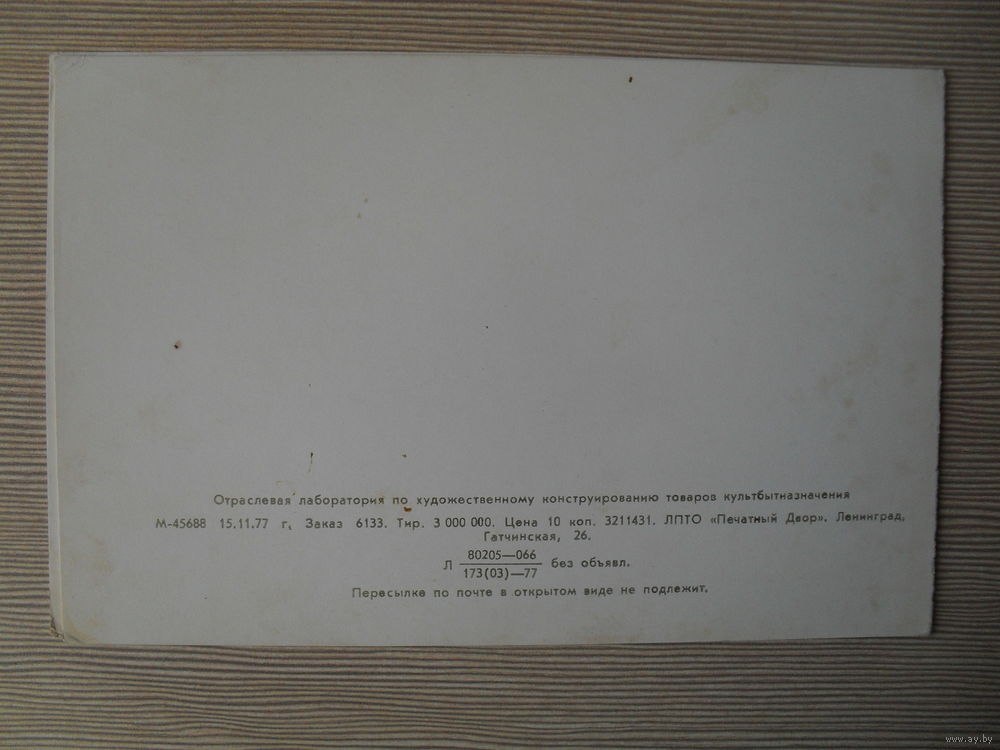 Отраслевая лаборатория по художественному конструированию товаров культбытназначения
М-45688 15.11.77 г. Заказ 6133. Тир. 3 000 000. Цена 10 коп. 3211431. ЛПТО «Печатный Двор». Ленинград,
Гатчинская, 26.
Л 80205—066 без объявл.
173(03)—77
Пересылке по почте в открытом виде не подлежит.
www.ay.by